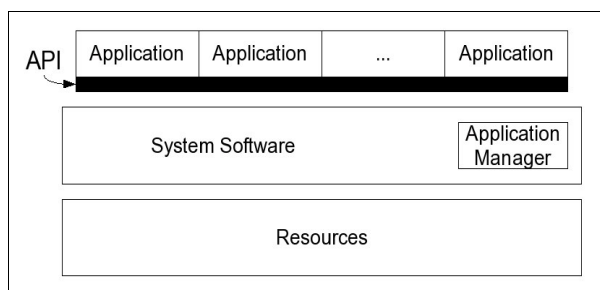 Application Application ... Application
API
System Software
Application
Manager
Resources